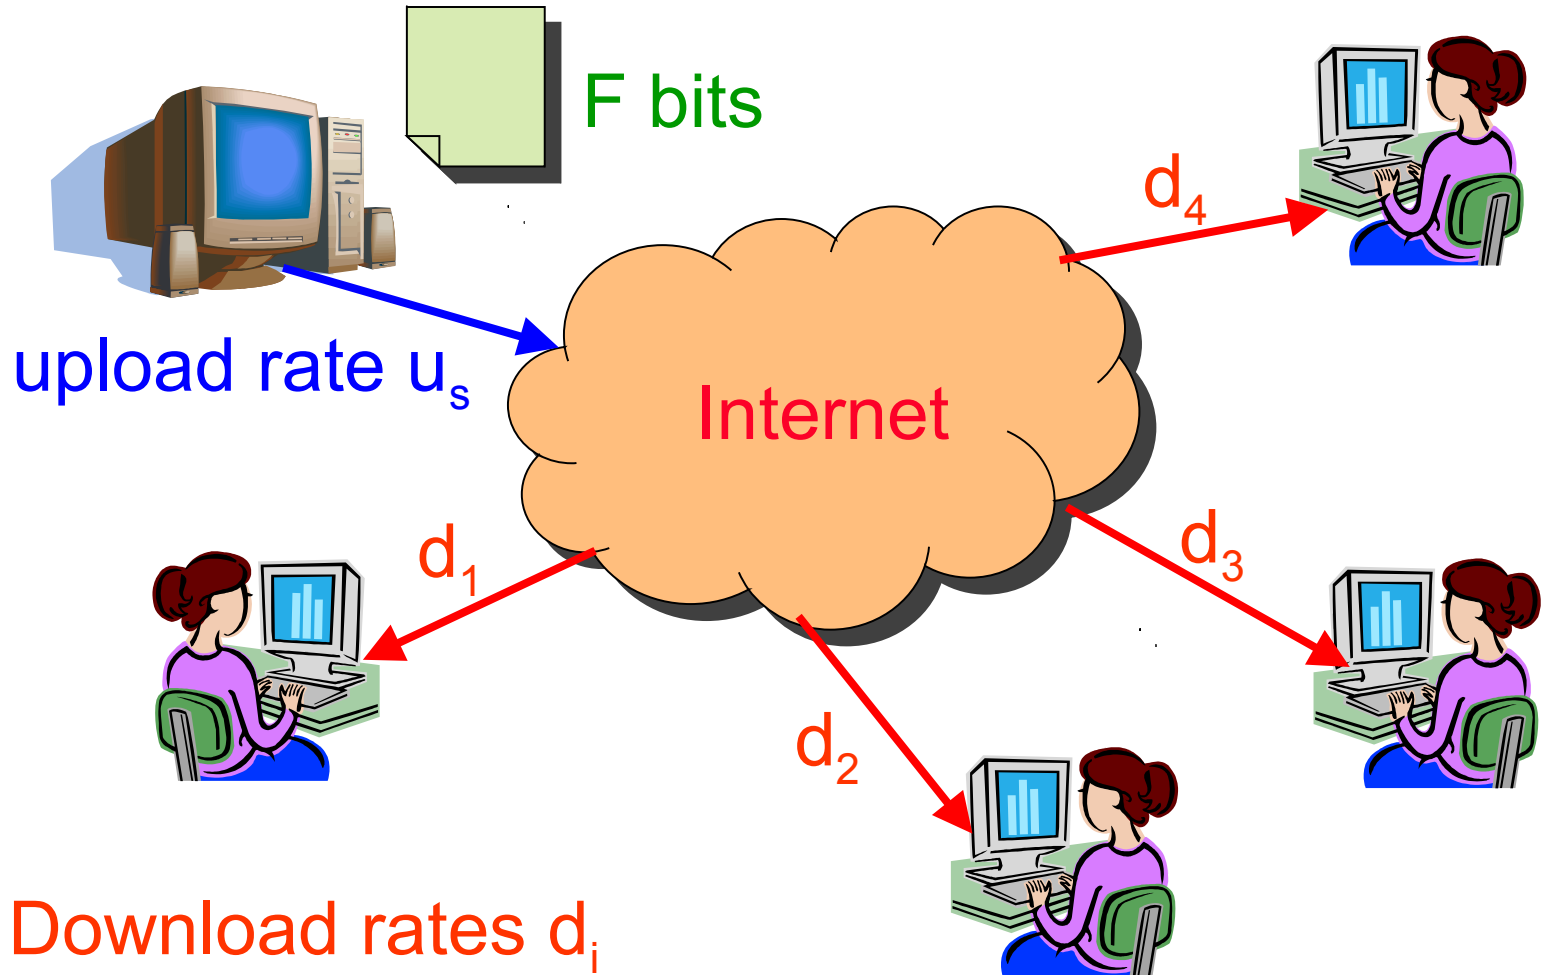 F bits
d₄
upload rate uₛ
Internet
d₁
d₃
d₂
Download rates dᵢ